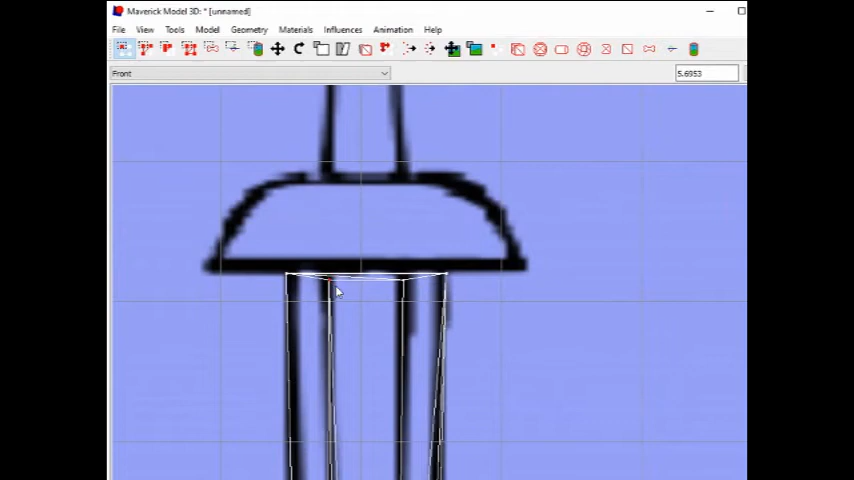 Maverick Model 3D: * [unnamed]
File View Tools Model Geometry Materials Influences Animation Help
Front 5.6953